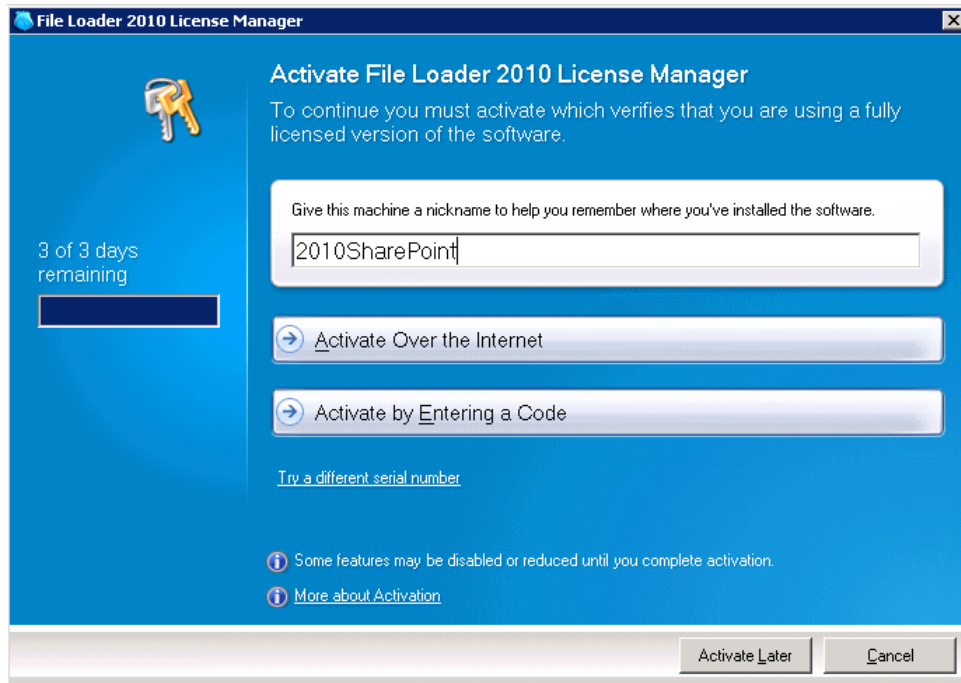 File Loader 2010 License Manager
Activate File Loader 2010 License Manager
To continue you must activate which verifies that you are using a fully
licensed version of the software.
Give this machine a nickname to help you remember where you've installed the software.
2010SharePoint
3 of 3 days
remaining
Activate Over the Internet
Activate by Entering a Code
Try a different serial number
Some features may be disabled or reduced until you complete activation.
More about Activation
Activate Later
Cancel